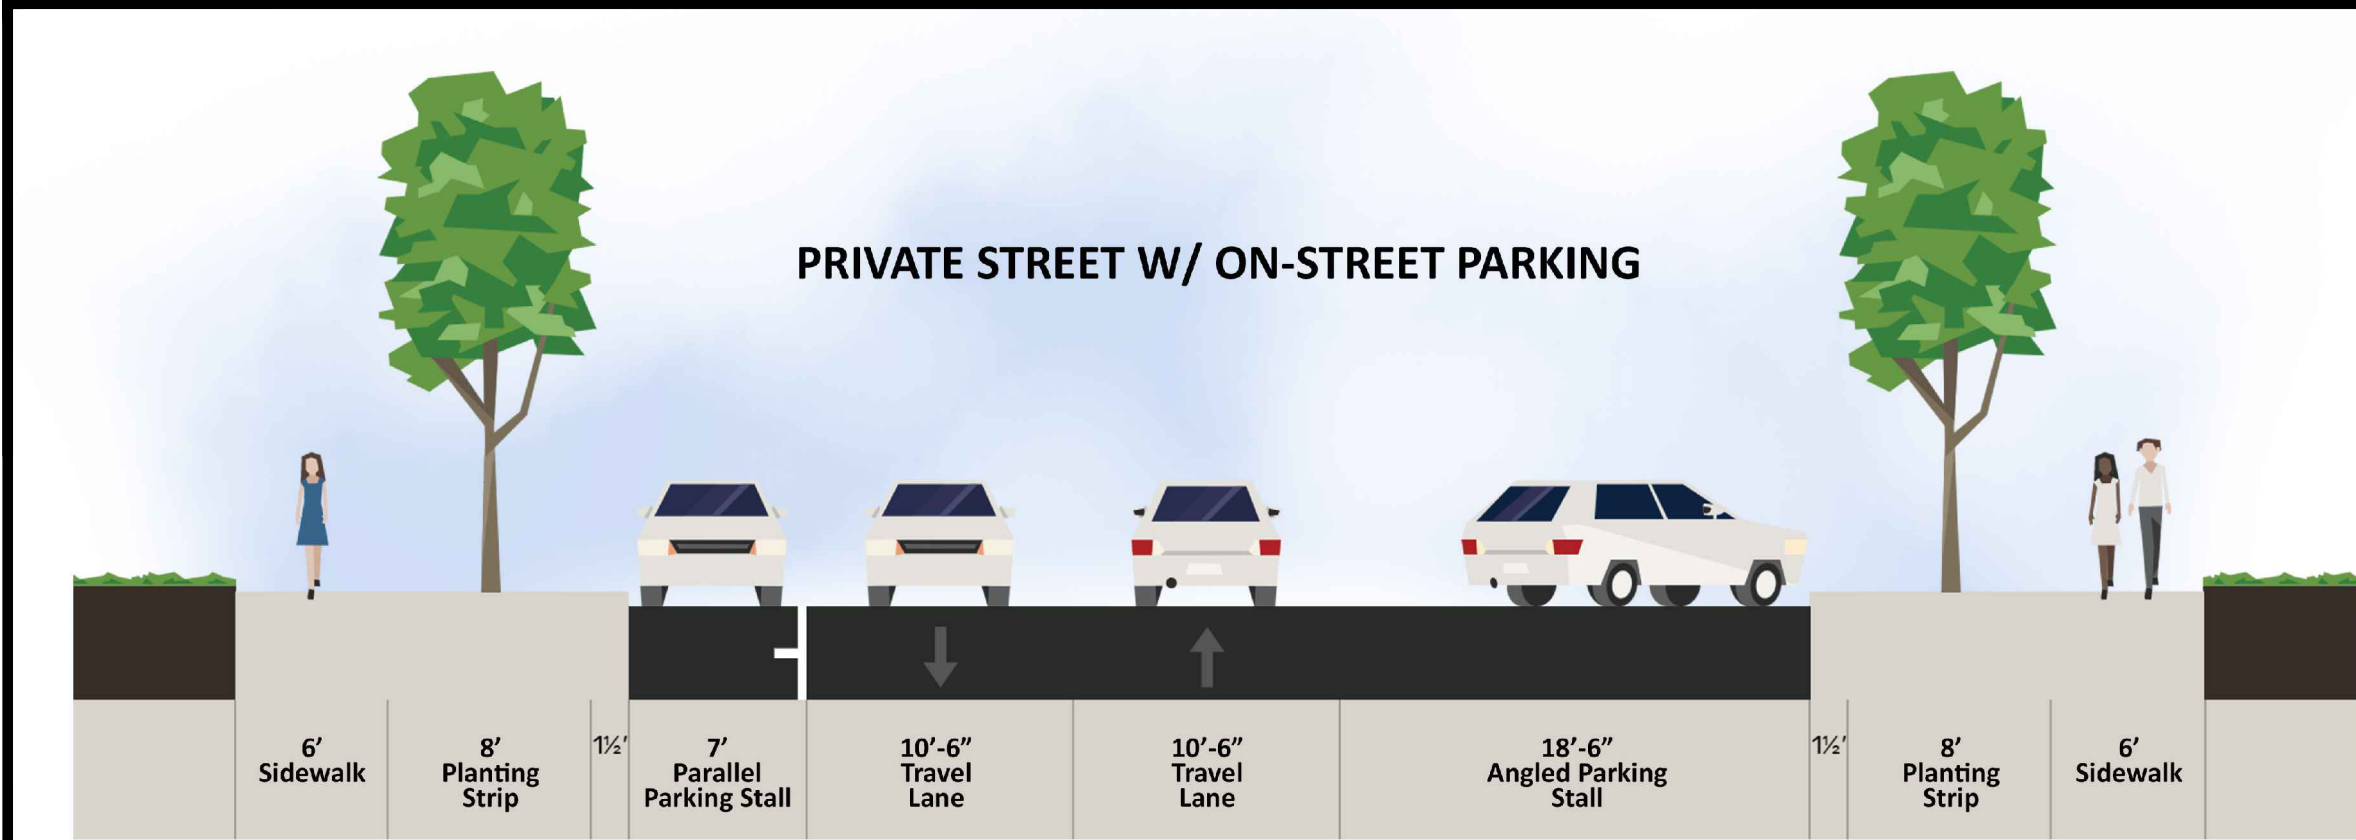 PRIVATE STREET W/ ON-STREET PARKING
6’
Sidewalk
8’
Planting
Strip
1½'
7’
Parallel
Parking Stall
10’-6”
Travel
Lane
10’-6”
Travel
Lane
18’-6”
Angled Parking
Stall
1½'
8’
Planting
Strip
6’
Sidewalk